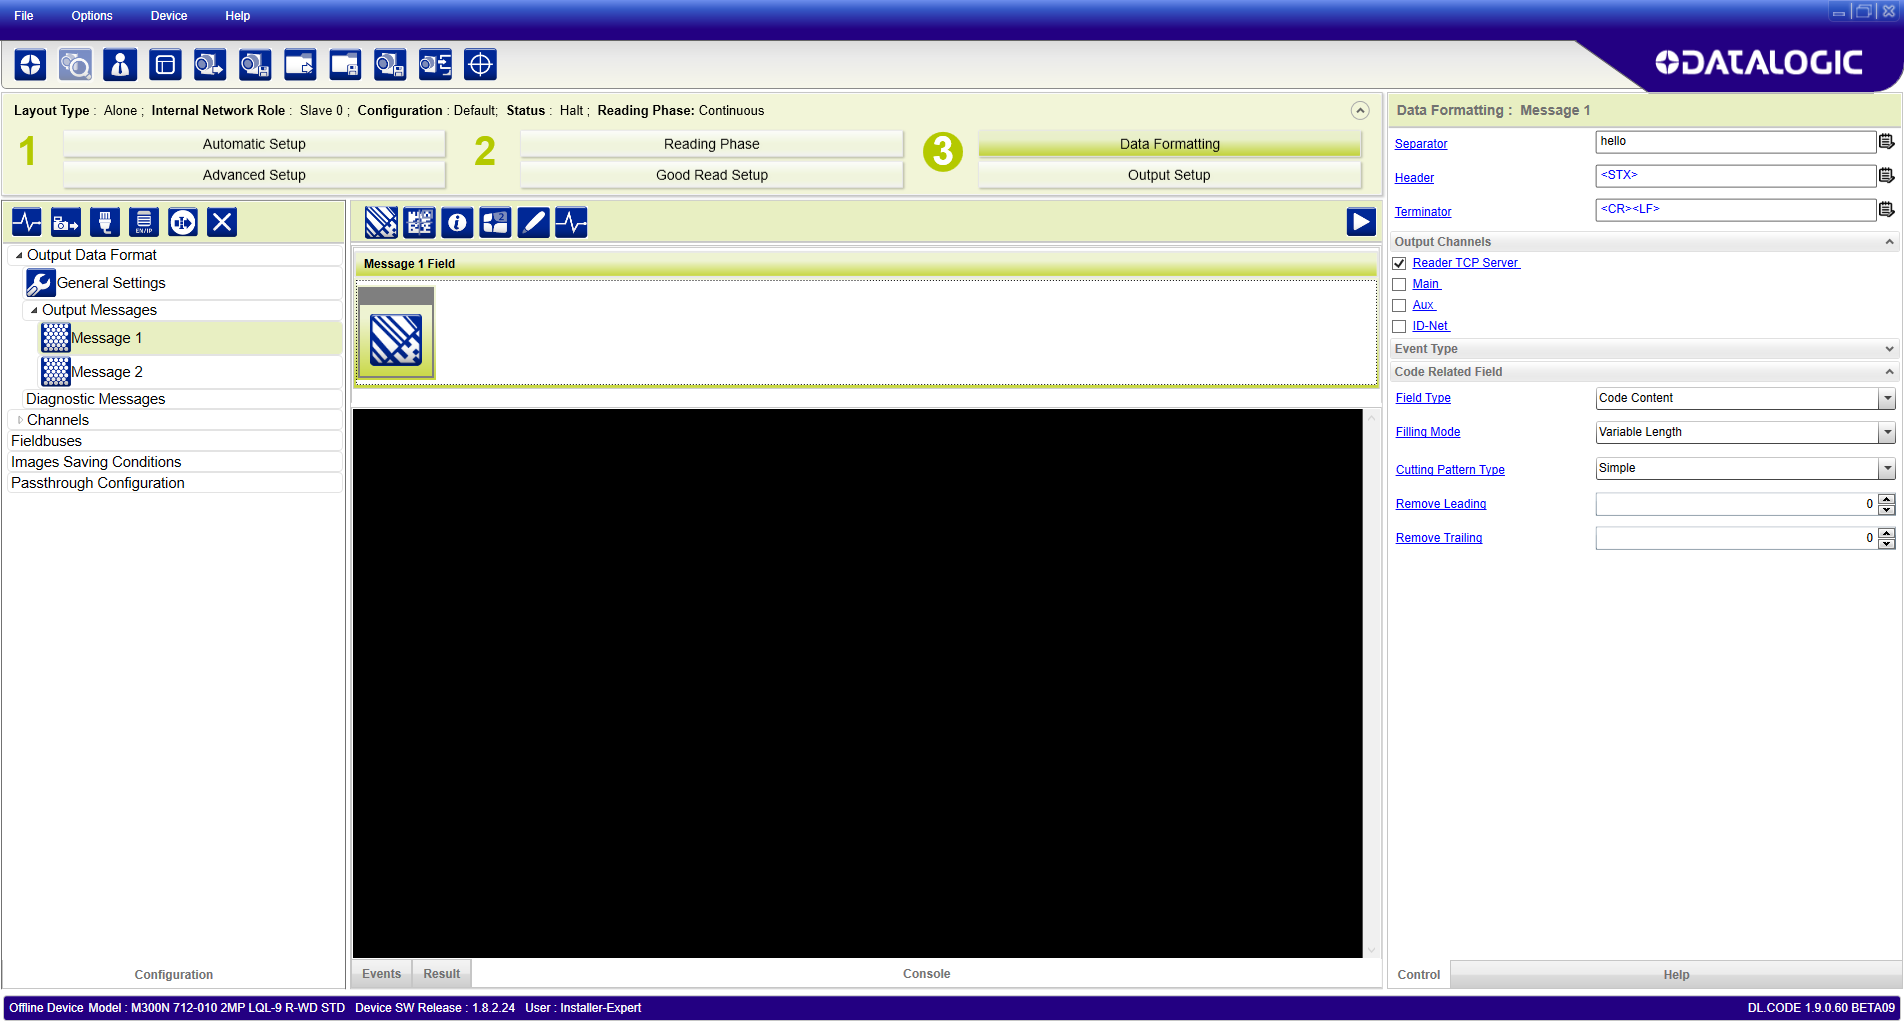 File Options Device Help
DATALOGIC
Layout Type : Alone ; Internal Network Role : Slave 0 ; Configuration : Default; Status : Halt ; Reading Phase: Continuous
1 Automatic Setup 2 Reading Phase 3 Data Formatting
Advanced Setup Good Read Setup Output Setup
EN/IP
Output Data Format
General Settings
Output Messages
Message 1
Message 2
Diagnostic Messages
Channels
Fieldbuses
Images Saving Conditions
Passthrough Configuration
Configuration
Message 1 Field
Events Result Console
Data Formatting : Message 1
Separator hello
Header <STX>
Terminator <CR><LF>
Output Channels
Reader TCP Server
Main
Aux
ID-Net
Event Type
Code Related Field
Field Type Code Content
Filling Mode Variable Length
Cutting Pattern Type Simple
Remove Leading 0
Remove Trailing 0
Control Help
Offline Device Model : M300N 712-010 2MP LQL-9 R-WD STD Device SW Release : 1.8.2.24 User : Installer-Expert DL.CODE 1.9.0.60 BETA09